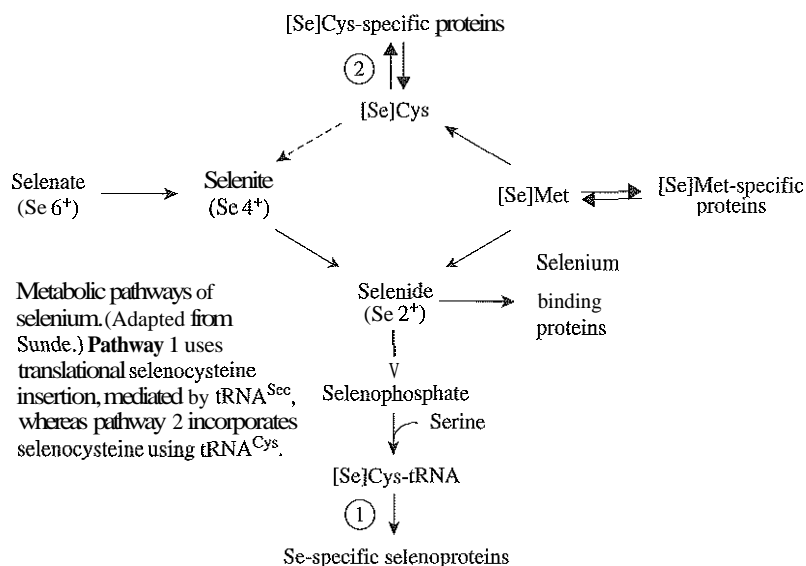 [Se]Cys-specific proteins
2
[Se]Cys
Selenate
(Se 6+)
Selenite
(Se 4+)
[Se]Met
[Se]Met-specific
proteins
Selenide
(Se 2+)
Selenium
binding
proteins
Metabolic pathways of
selenium. (Adapted from
Sunde.) Pathway 1 uses
translational selenocysteine
insertion, mediated by tRNASec,
whereas pathway 2 incorporates
selenocysteine using tRNACys.
V
Selenophosphate
Serine
[Se]Cys-tRNA
1
Se-specific selenoproteins